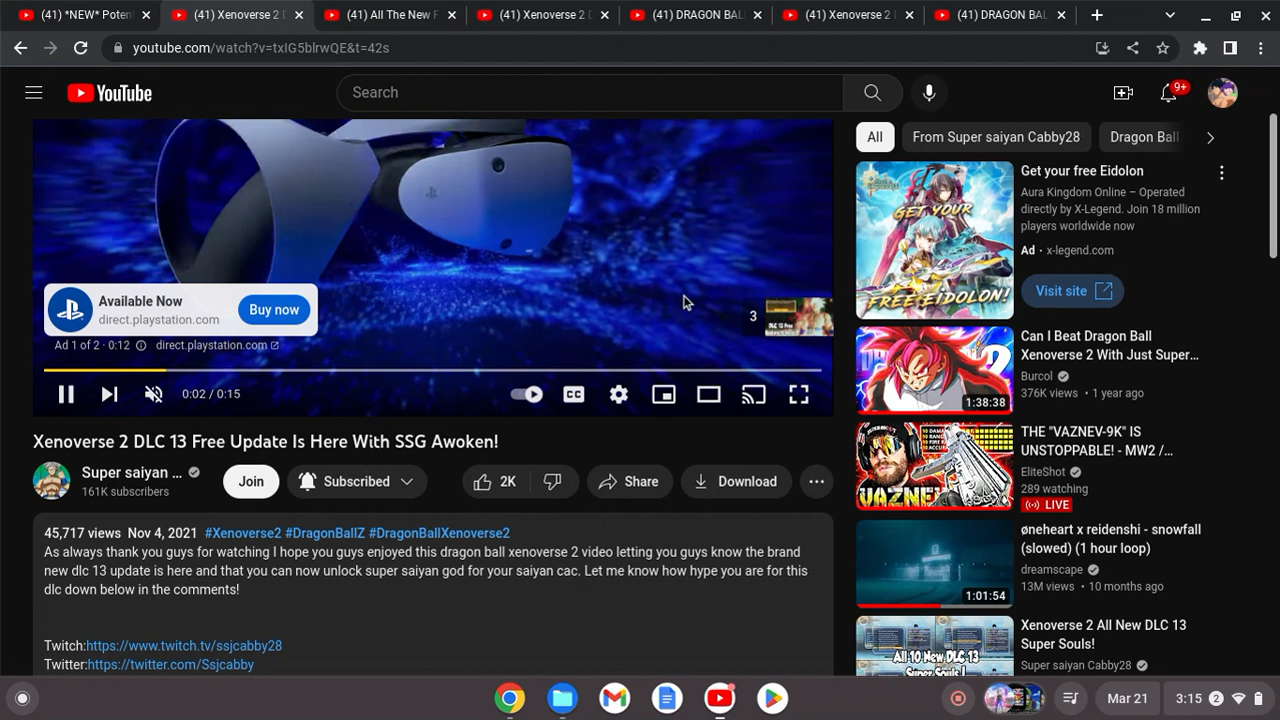 (41) *NEW* Poten
(41) Xenoverse 2 D
(41) All The New F
(41) Xenoverse 2 D
(41) DRAGON BAL
(41) Xenoverse 2
(41) DRAGON BAL
youtube.com/watch?v=txIG5blrwQE&t=42s
YouTube
Search
9+
All
From Super saiyan Cabby28
Dragon Ball
Available Now
direct.playstation.com
Buy now
3
Ad 1 of 2 · 0:12
direct.playstation.com
0:02 / 0:15
CC
Xenoverse 2 DLC 13 Free Update Is Here With SSG Awoken!
Super saiyan ...
161K subscribers
Join
Subscribed
2K
Share
Download
45,717 views Nov 4, 2021 #Xenoverse2 #DragonBallZ #DragonBallXenoverse2
As always thank you guys for watching I hope you guys enjoyed this dragon ball xenoverse 2 video letting you guys know the brand
new dlc 13 update is here and that you can now unlock super saiyan god for your saiyan cac. Let me know how hype you are for this
dlc down below in the comments!
Twitch:https://www.twitch.tv/ssjcabby28
Twitter:https://twitter.com/Ssjcabby
GET YOUR
FREE EIDOLON!
Get your free Eidolon
Aura Kingdom Online – Operated
directly by X-Legend. Join 18 million
players worldwide now
Ad · x-legend.com
Visit site
1:38:38
Can I Beat Dragon Ball
Xenoverse 2 With Just Super...
Burcol
376K views · 1 year ago
VAZNEV
THE "VAZNEV-9K" IS
UNSTOPPABLE! - MW2 /...
EliteShot
289 watching
LIVE
1:01:54
øneheart x reidenshi - snowfall
(slowed) (1 hour loop)
dreamscape
13M views · 10 months ago
All 10 New DLC 13
Super Souls!
Xenoverse 2 All New DLC 13
Super Souls!
Super saiyan Cabby28
Mar 21
3:15
2